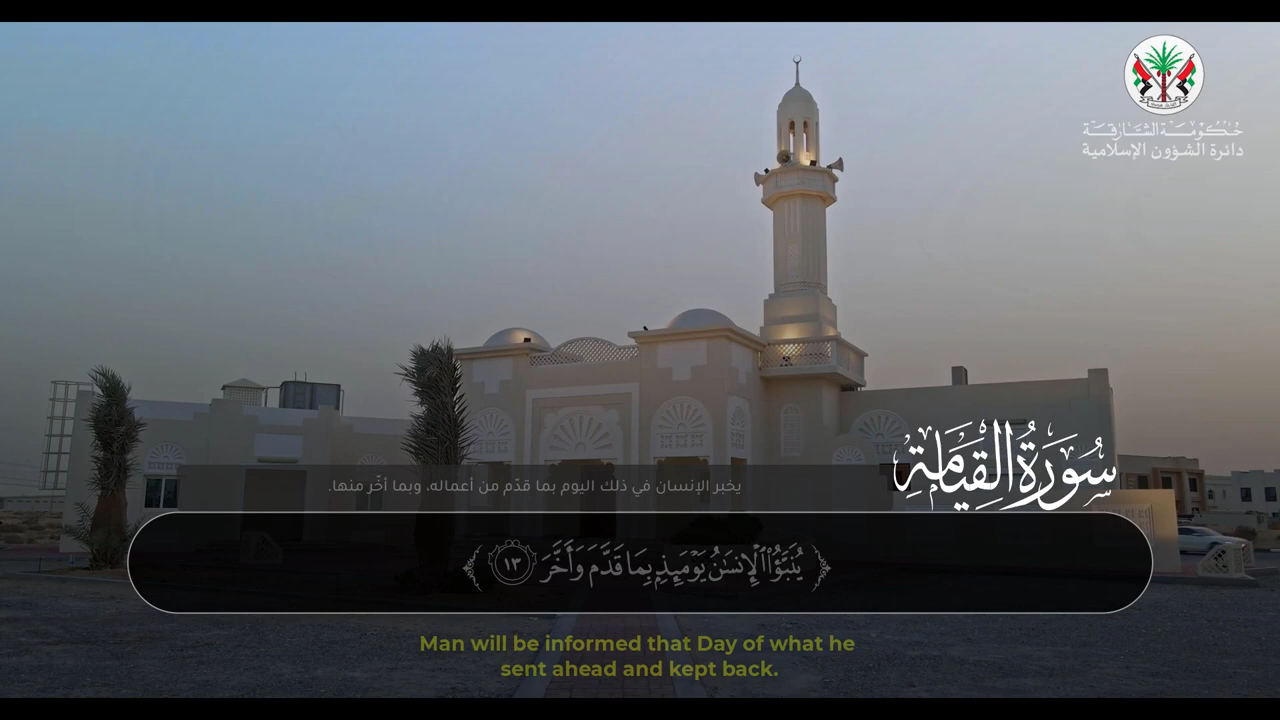 حكومة الشارقة
دائرة الشؤون الإسلامية
سُورَةُ القِيَامَةِ
يخبر الإنسان في ذلك اليوم بما قدّم من أعماله، وبما أخّر منها.
يُنَبَّؤُاْ ٱلْإِنسَٰنُ يَوْمَئِذٍۭ بِمَا قَدَّمَ وَأَخَّرَ ١٣
Man will be informed that Day of what he
sent ahead and kept back.